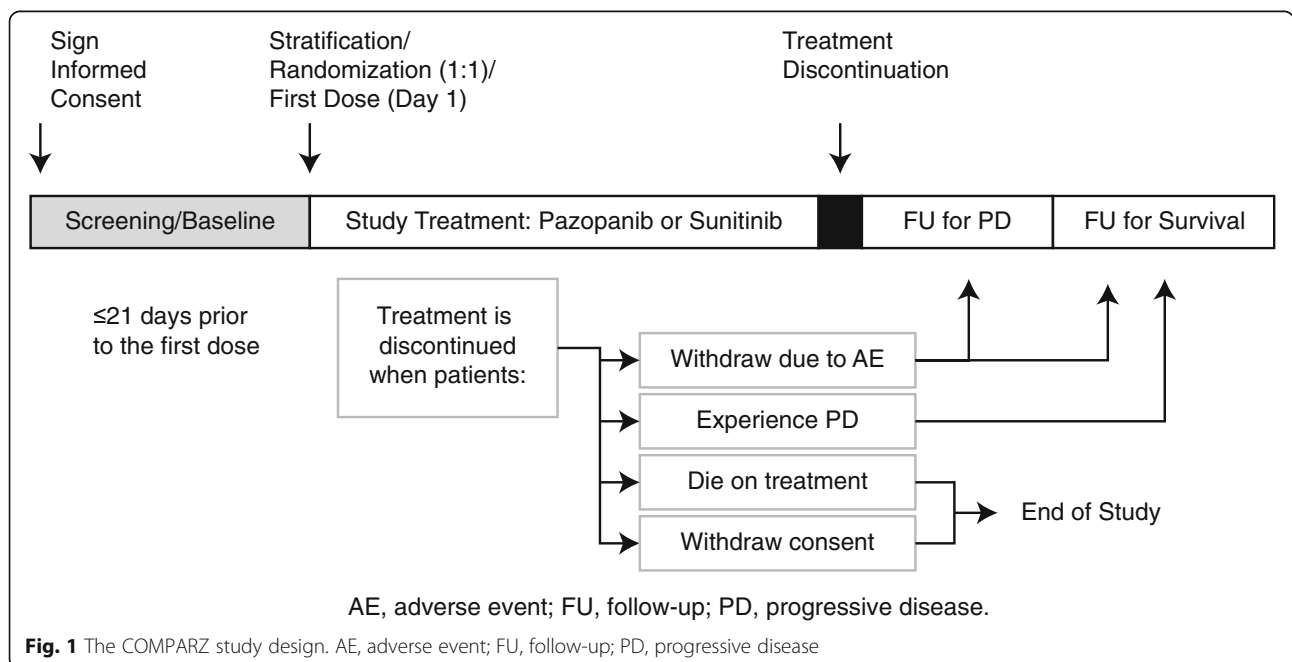 Sign
Informed
Consent
Stratification/
Randomization (1:1)/
First Dose (Day 1)
Treatment
Discontinuation
Screening/Baseline
Study Treatment: Pazopanib or Sunitinib
FU for PD
FU for Survival
≤21 days prior
to the first dose
Treatment is
discontinued
when patients:
Withdraw due to AE
Experience PD
Die on treatment
Withdraw consent
End of Study
AE, adverse event; FU, follow-up; PD, progressive disease.
Fig. 1 The COMPARZ study design. AE, adverse event; FU, follow-up; PD, progressive disease